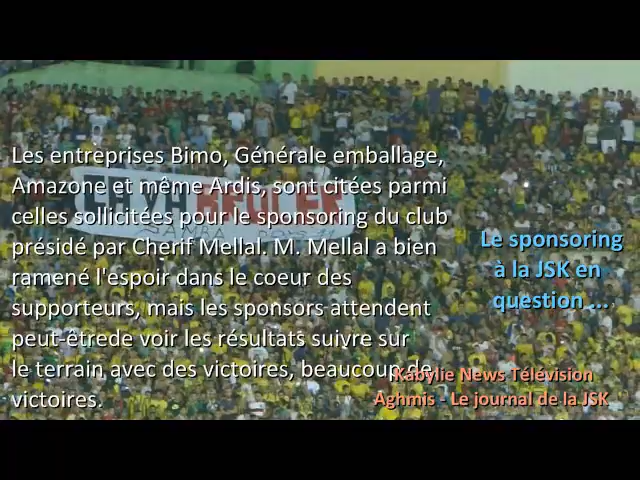 Les entreprises Bimo, Générale emballage,
Amazone et même Ardis, sont citées parmi
celles sollicitées pour le sponsoring du club
présidé par Cherif Mellal. M. Mellal a bien
ramené l'espoir dans le coeur des
supporteurs, mais les sponsors attendent
peut-êtrede voir les résultats suivre sur
le terrain avec des victoires, beaucoup de
victoires.
Le sponsoring
à la JSK en
question ...
Kabylie News Télévision
Aghmis - Le journal de la JSK
SAMBA